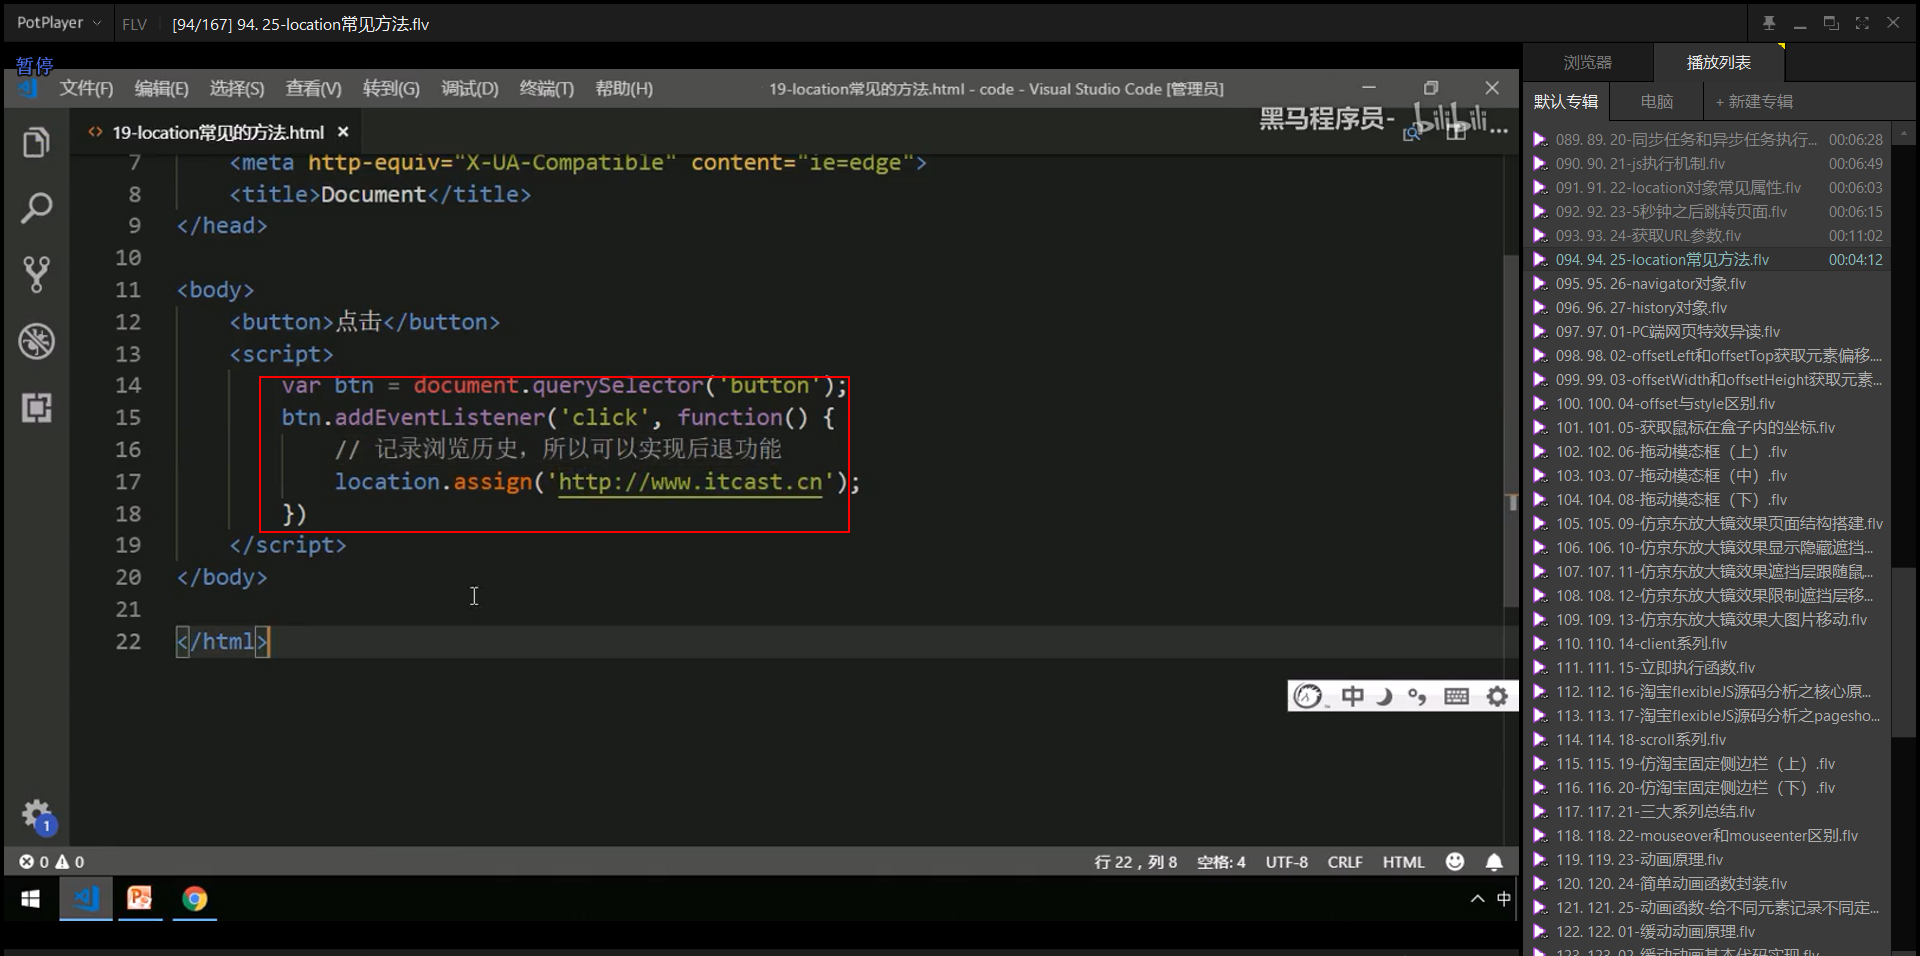 PotPlayer
FLV
[94/167] 94. 25-location常见方法.flv
暂停
文件(F) 编辑(E) 选择(S) 查看(V) 转到(G) 调试(D) 终端(T) 帮助(H)
19-location常见的方法.html - code - Visual Studio Code [管理员]
19-location常见的方法.html
黑马程序员-
bilibili
7 <meta http-equiv="X-UA-Compatible" content="ie=edge">
8 <title>Document</title>
9 </head>
10
11 <body>
12 <button>点击</button>
13 <script>
14 var btn = document.querySelector('button');
15 btn.addEventListener('click', function() {
16 // 记录浏览历史，所以可以实现后退功能
17 location.assign('http://www.itcast.cn');
18 })
19 </script>
20 </body>
21
22 </html>
中
1
0 0
行 22，列 8 空格: 4 UTF-8 CRLF HTML
中
浏览器
播放列表
默认专辑
电脑
+ 新建专辑
089. 89. 20-同步任务和异步任务执行... 00:06:28
090. 90. 21-js执行机制.flv 00:06:49
091. 91. 22-location对象常见属性.flv 00:06:03
092. 92. 23-5秒钟之后跳转页面.flv 00:06:15
093. 93. 24-获取URL参数.flv 00:11:02
094. 94. 25-location常见方法.flv 00:04:12
095. 95. 26-navigator对象.flv
096. 96. 27-history对象.flv
097. 97. 01-PC端网页特效导读.flv
098. 98. 02-offsetLeft和offsetTop获取元素偏移....
099. 99. 03-offsetWidth和offsetHeight获取元素...
100. 100. 04-offset与style区别.flv
101. 101. 05-获取鼠标在盒子内的坐标.flv
102. 102. 06-拖动模态框（上）.flv
103. 103. 07-拖动模态框（中）.flv
104. 104. 08-拖动模态框（下）.flv
105. 105. 09-仿京东放大镜效果页面结构搭建.flv
106. 106. 10-仿京东放大镜效果显示隐藏遮挡...
107. 107. 11-仿京东放大镜效果遮挡层跟随鼠...
108. 108. 12-仿京东放大镜效果限制遮挡层移...
109. 109. 13-仿京东放大镜效果大图片移动.flv
110. 110. 14-client系列.flv
111. 111. 15-立即执行函数.flv
112. 112. 16-淘宝flexibleJS源码分析之核心原...
113. 113. 17-淘宝flexibleJS源码分析之pagesho...
114. 114. 18-scroll系列.flv
115. 115. 19-仿淘宝固定侧边栏（上）.flv
116. 116. 20-仿淘宝固定侧边栏（下）.flv
117. 117. 21-三大系列总结.flv
118. 118. 22-mouseover和mouseenter区别.flv
119. 119. 23-动画原理.flv
120. 120. 24-简单动画函数封装.flv
121. 121. 25-动画函数-给不同元素记录不同定...
122. 122. 01-缓动动画原理.flv
123. 123. 02-缓动动画基本代码实现.flv